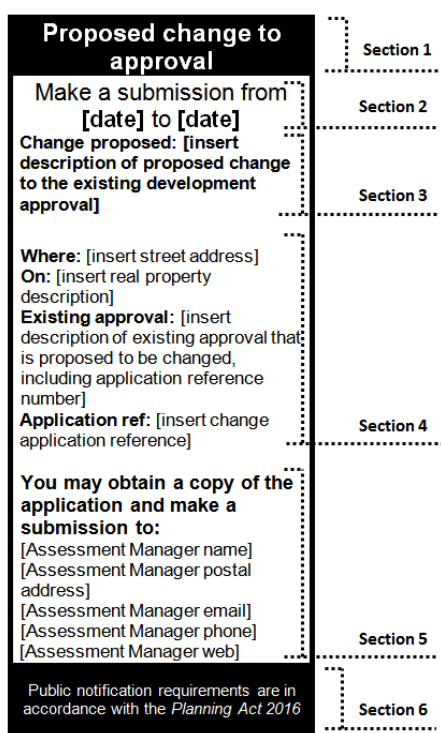 Proposed change to
approval
Section 1
Make a submission from
[date] to [date]
Section 2
Change proposed: [insert
description of proposed change
to the existing development
approval]
Section 3
Where: [insert street address]
On: [insert real property
description]
Existing approval: [insert
description of existing approval that
is proposed to be changed,
including application reference
number]
Application ref: [insert change
application reference]
Section 4
You may obtain a copy of the
application and make a
submission to:
[Assessment Manager name]
[Assessment Manager postal
address]
[Assessment Manager email]
[Assessment Manager phone]
[Assessment Manager web]
Section 5
Public notification requirements are in
accordance with the Planning Act 2016
Section 6